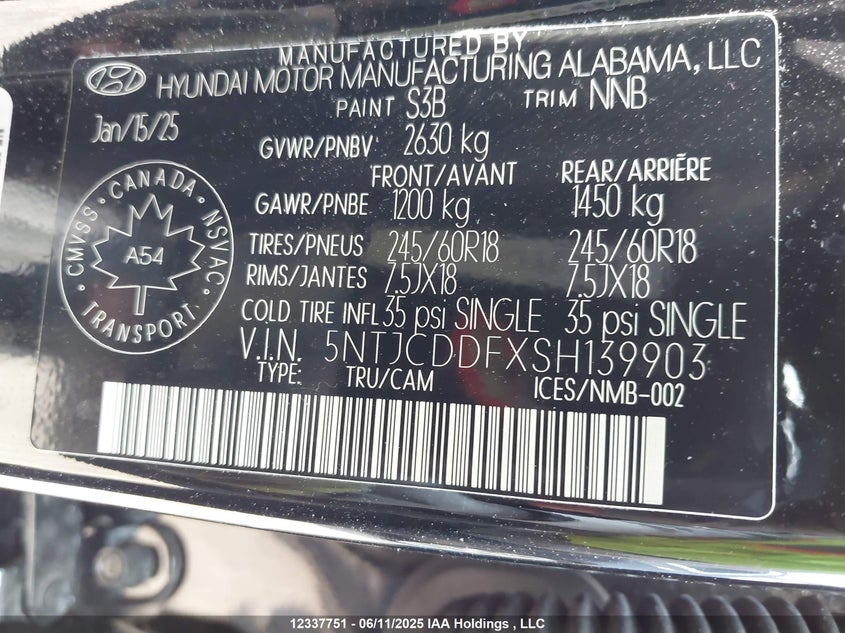 MANUFACTURED BY
HYUNDAI MOTOR MANUFACTURING ALABAMA, LLC
PAINT S3B TRIM NNB
Jan/15/25
GVWR/PNBV 2630 kg
FRONT/AVANT REAR/ARRIĒRE
GAWR/PNBE 1200 kg 1450 kg
TIRES/PNEUS 245/60R18 245/60R18
RIMS/JANTES 7.5JX18 7.5JX18
COLD TIRE INFL 35 psi SINGLE 35 psi SINGLE
V.I.N. 5NTJCDDFXSH139903
TYPE: TRU/CAM ICES/NMB-002
CMVSS · CANADA · NSVAC · TRANSPORT ·
A54
12337751 - 06/11/2025 IAA Holdings , LLC